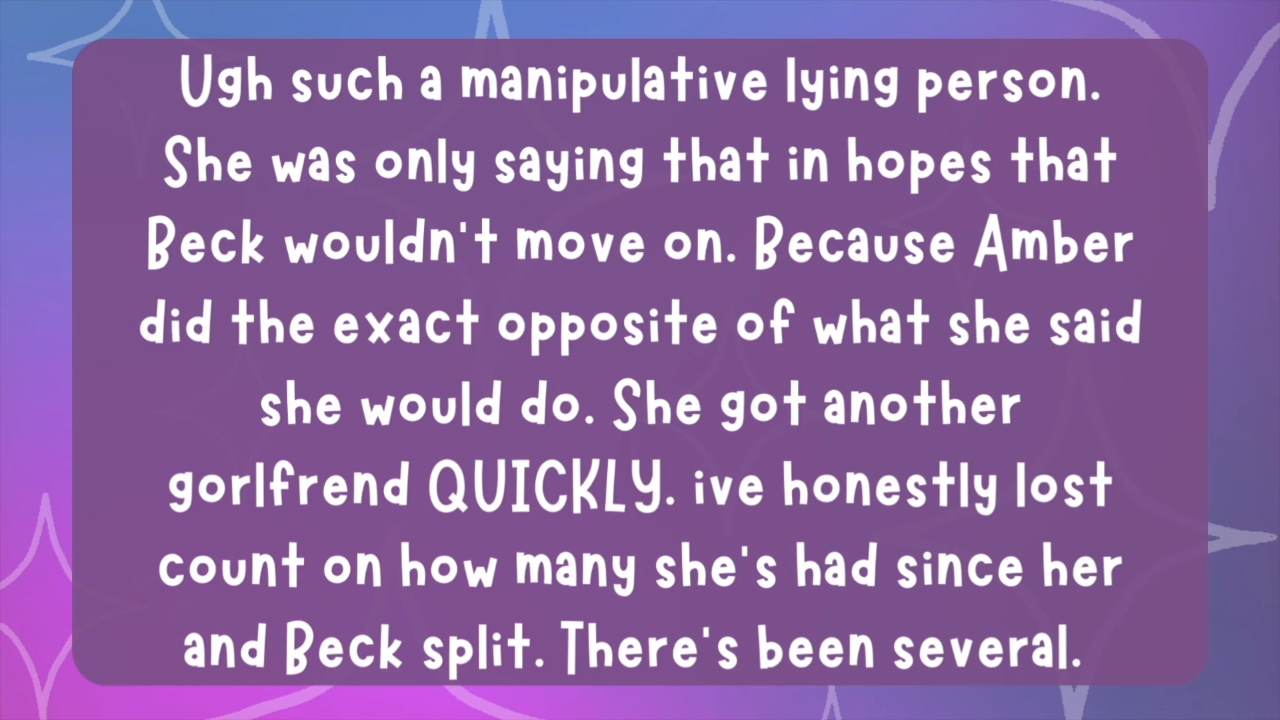 Ugh such a manipulative lying person.
She was only saying that in hopes that
Beck wouldn't move on. Because Amber
did the exact opposite of what she said
she would do. She got another
gorlfrend QUICKLY. ive honestly lost
count on how many she's had since her
and Beck split. There's been several.